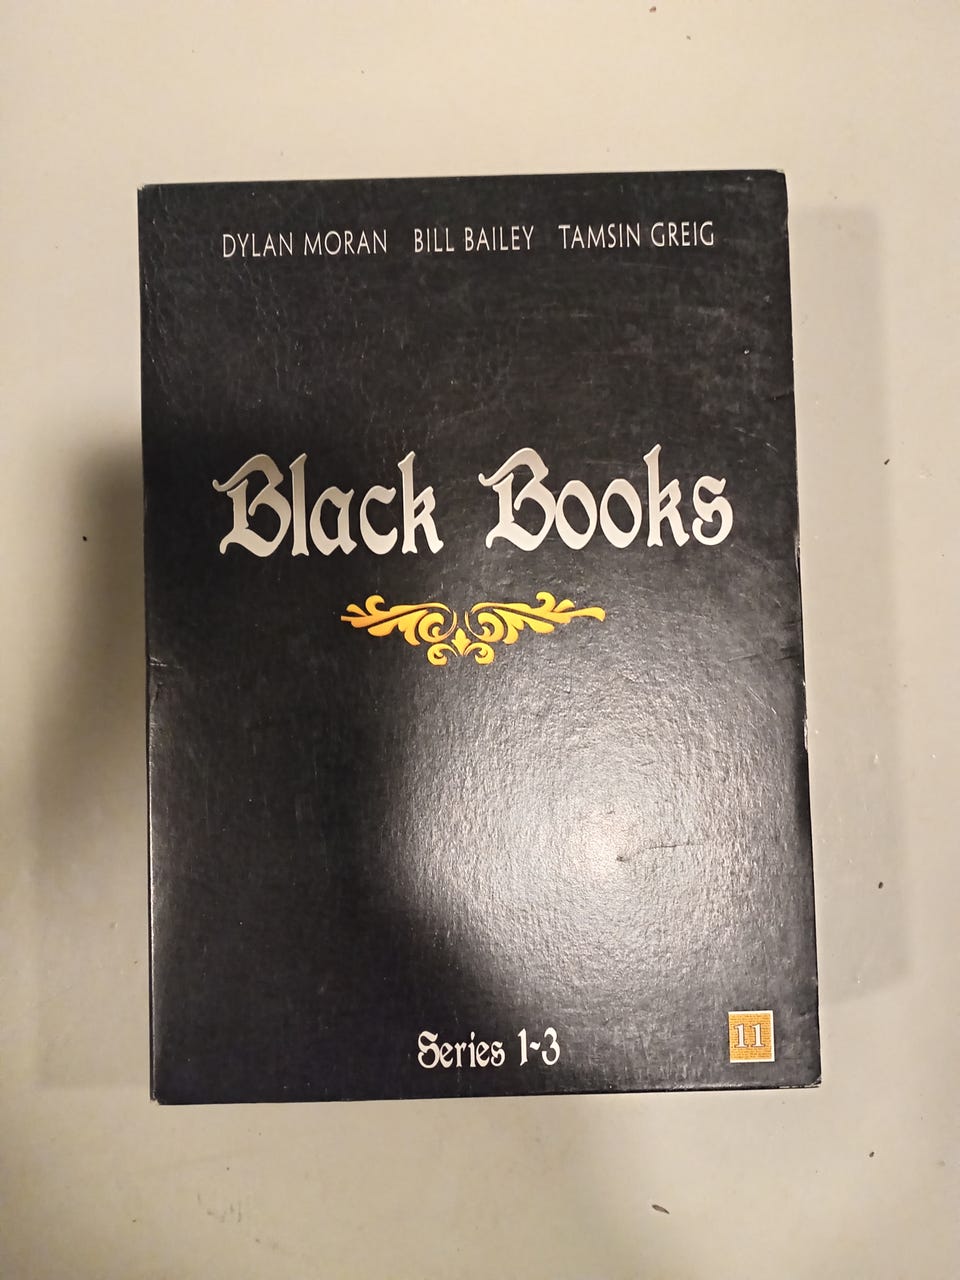 DYLAN MORAN BILL BAILEY TAMSIN GREIG
Black Books
Series 1-3
11